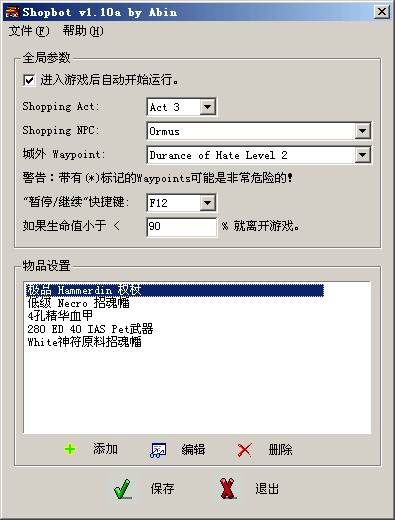 Shopbot v1.10a by Abin
文件(F) 帮助(H)
全局参数
进入游戏后自动开始运行。
Shopping Act: Act 3
Shopping NPC: Ormus
城外 Waypoint: Durance of Hate Level 2
警告：带有(*)标记的Waypoints可能是非常危险的!
"暂停/继续"快捷键: F12
如果生命值小于 < 90 % 就离开游戏。
物品设置
极品 Hammerdin 权杖
低级 Necro 招魂幡
4孔精华血甲
280 ED 40 IAS Pet武器
White神符原料招魂幡
添加 编辑 删除
保存 退出